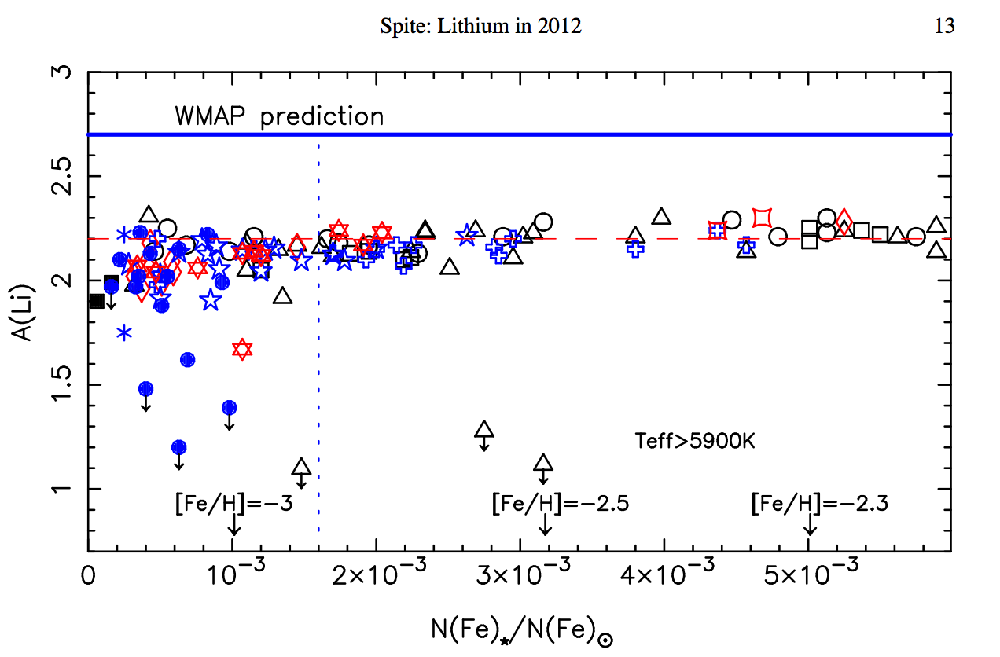 Spite: Lithium in 2012
13
WMAP prediction
3
2.5
2
1.5
1
A(Li)
Teff>5900K
[Fe/H]=−3
[Fe/H]=−2.5
[Fe/H]=−2.3
0
10⁻³
2×10⁻³
3×10⁻³
4×10⁻³
5×10⁻³
N(Fe)⋆/N(Fe)⊙